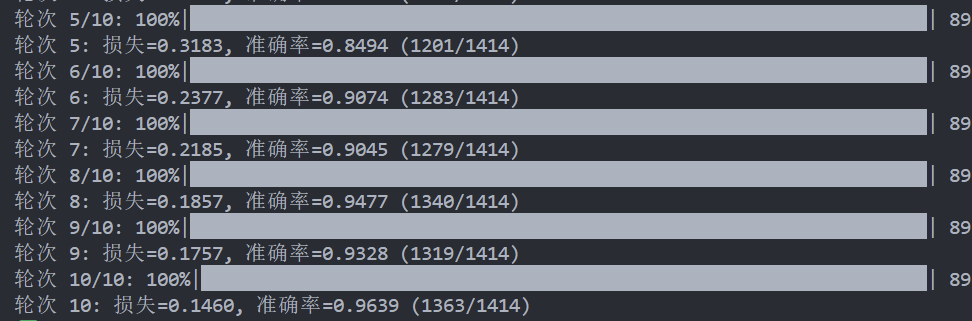 轮次 5/10: 100%| | 89
轮次 5: 损失=0.3183, 准确率=0.8494 (1201/1414)
轮次 6/10: 100%| | 89
轮次 6: 损失=0.2377, 准确率=0.9074 (1283/1414)
轮次 7/10: 100%| | 89
轮次 7: 损失=0.2185, 准确率=0.9045 (1279/1414)
轮次 8/10: 100%| | 89
轮次 8: 损失=0.1857, 准确率=0.9477 (1340/1414)
轮次 9/10: 100%| | 89
轮次 9: 损失=0.1757, 准确率=0.9328 (1319/1414)
轮次 10/10: 100%| | 89
轮次 10: 损失=0.1460, 准确率=0.9639 (1363/1414)